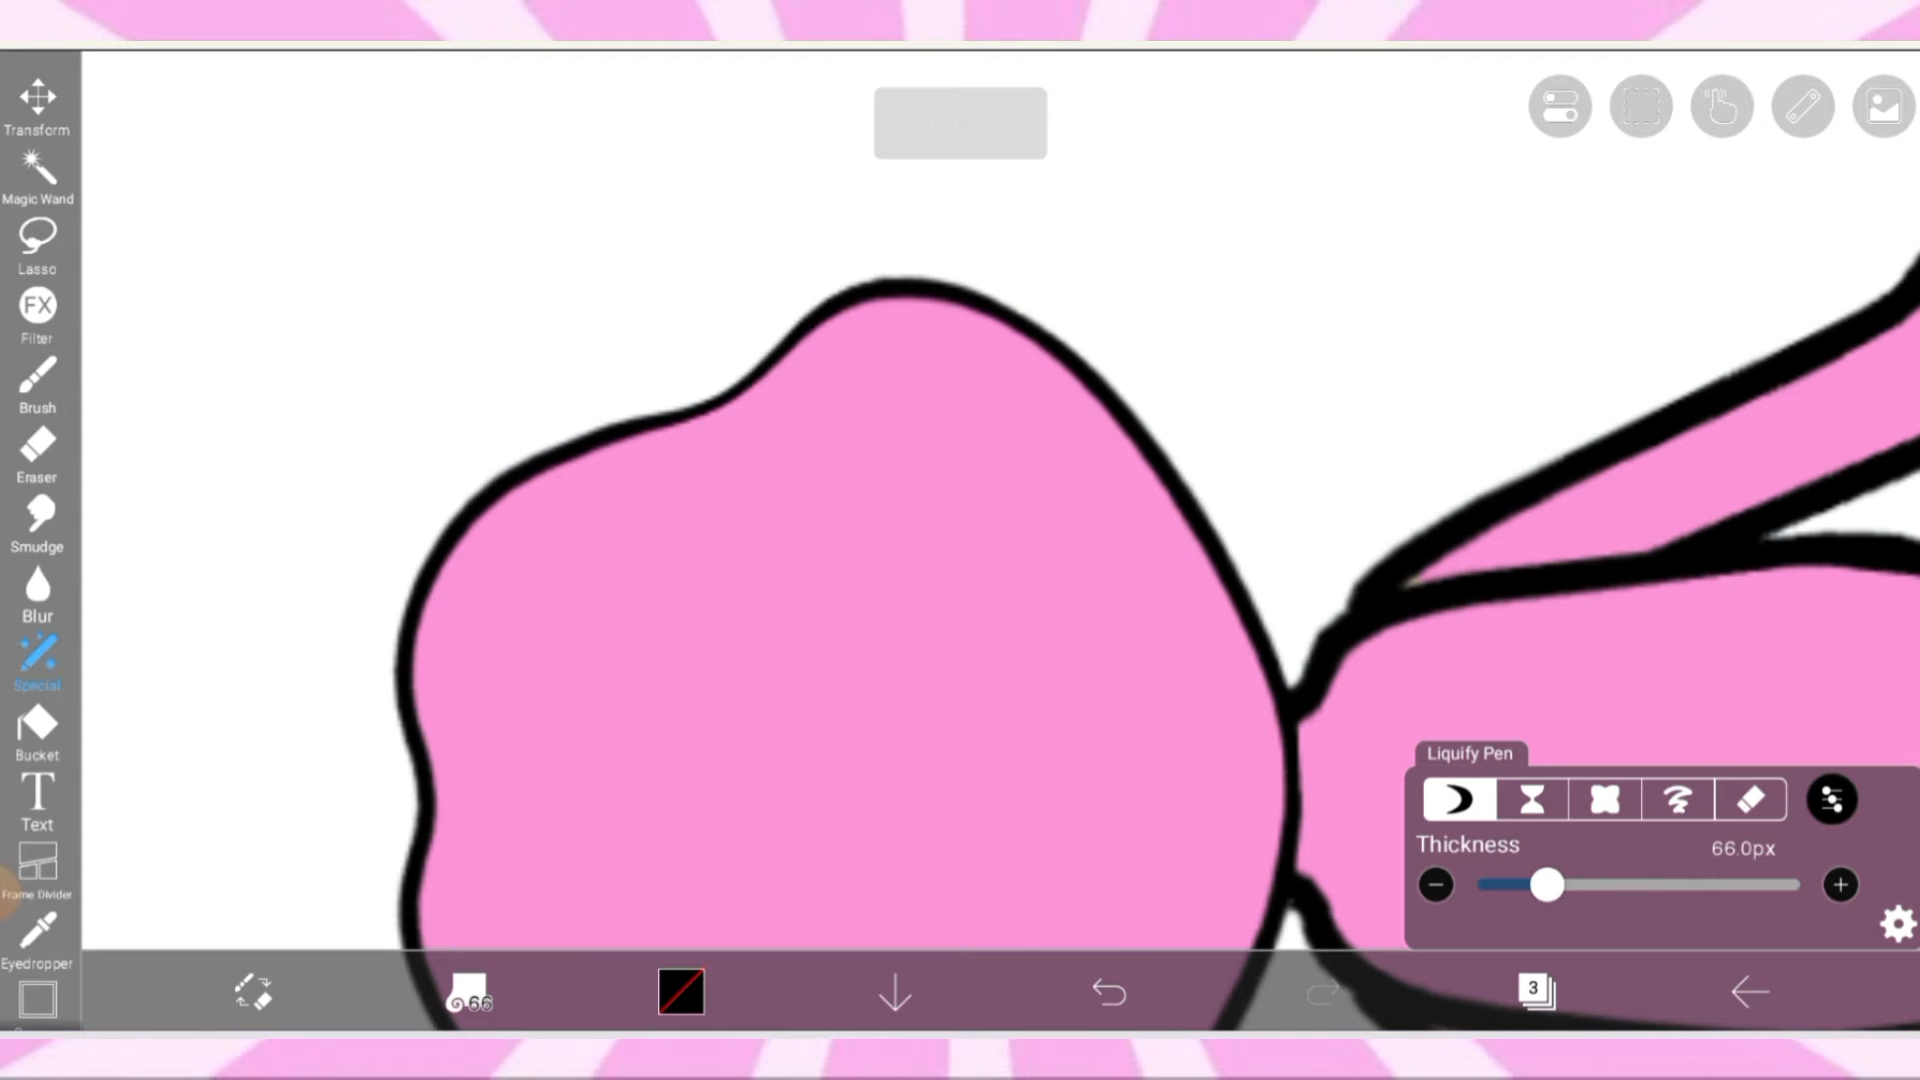 Transform
Magic Wand
Lasso
FX
Filter
Brush
Eraser
Smudge
Blur
Special
Bucket
T
Text
Frame Divider
Eyedropper
Liquify Pen
Thickness
66.0px
66
3